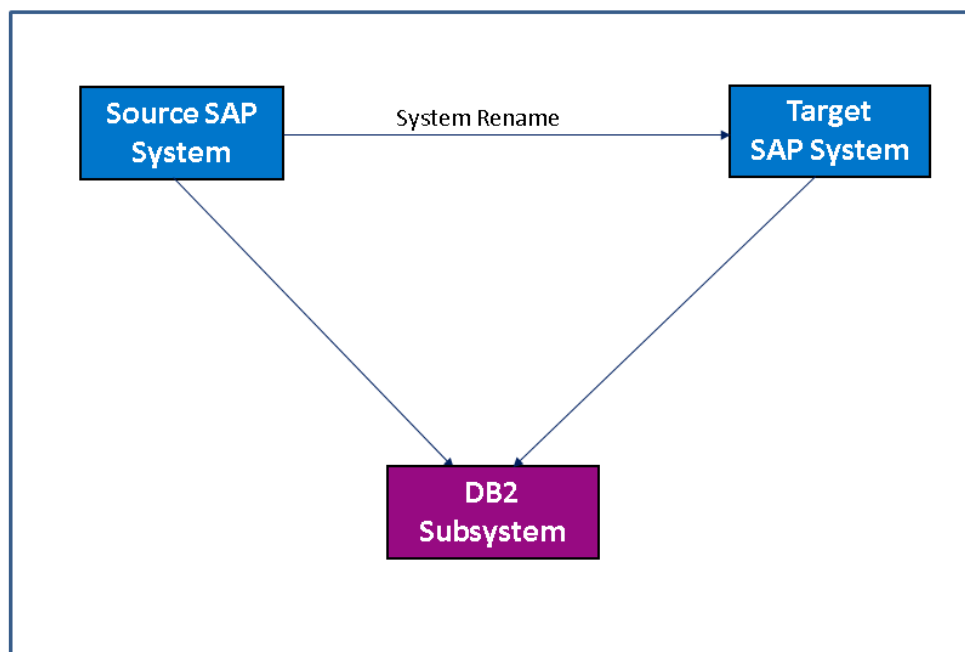 Source SAP
System
System Rename
Target
SAP System
DB2
Subsystem